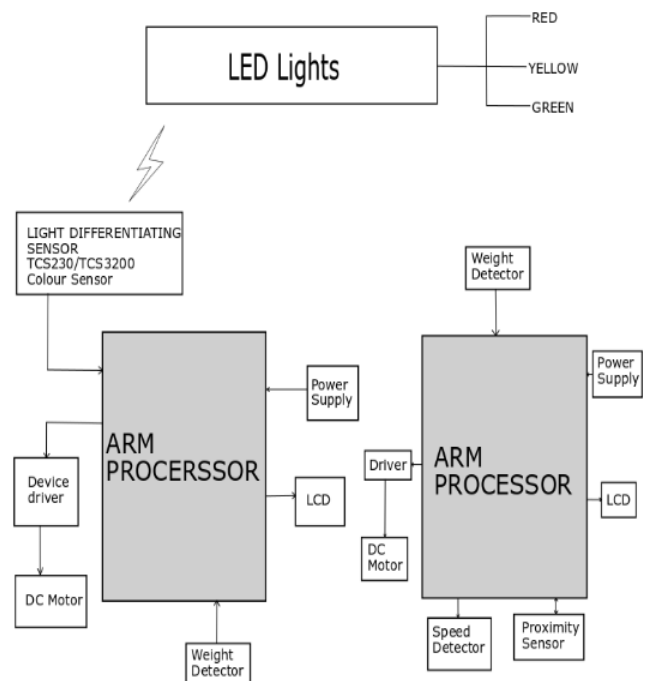 RED
LED Lights
YELLOW
GREEN
LIGHT DIFFERENTIATING
SENSOR
TCS230/TCS3200
Colour Sensor
Weight
Detector
Power
Supply
Power
Supply
ARM
PROCERSSOR
Driver
ARM
PROCESSOR
Device
driver
LCD
LCD
DC
Motor
DC Motor
Speed
Detector
Proximity
Sensor
Weight
Detector